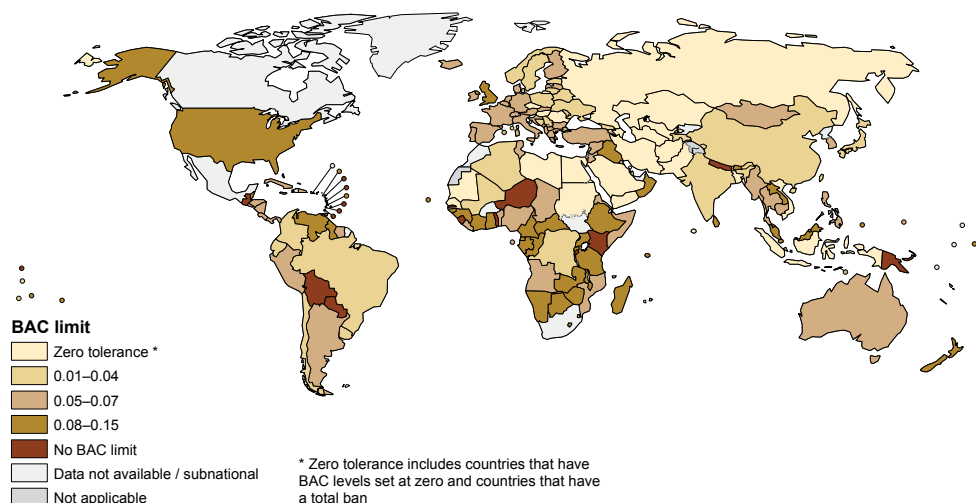 BAC limit
Zero tolerance *
0.01–0.04
0.05–0.07
0.08–0.15
No BAC limit
Data not available / subnational
Not applicable
* Zero tolerance includes countries that have
BAC levels set at zero and countries that have
a total ban